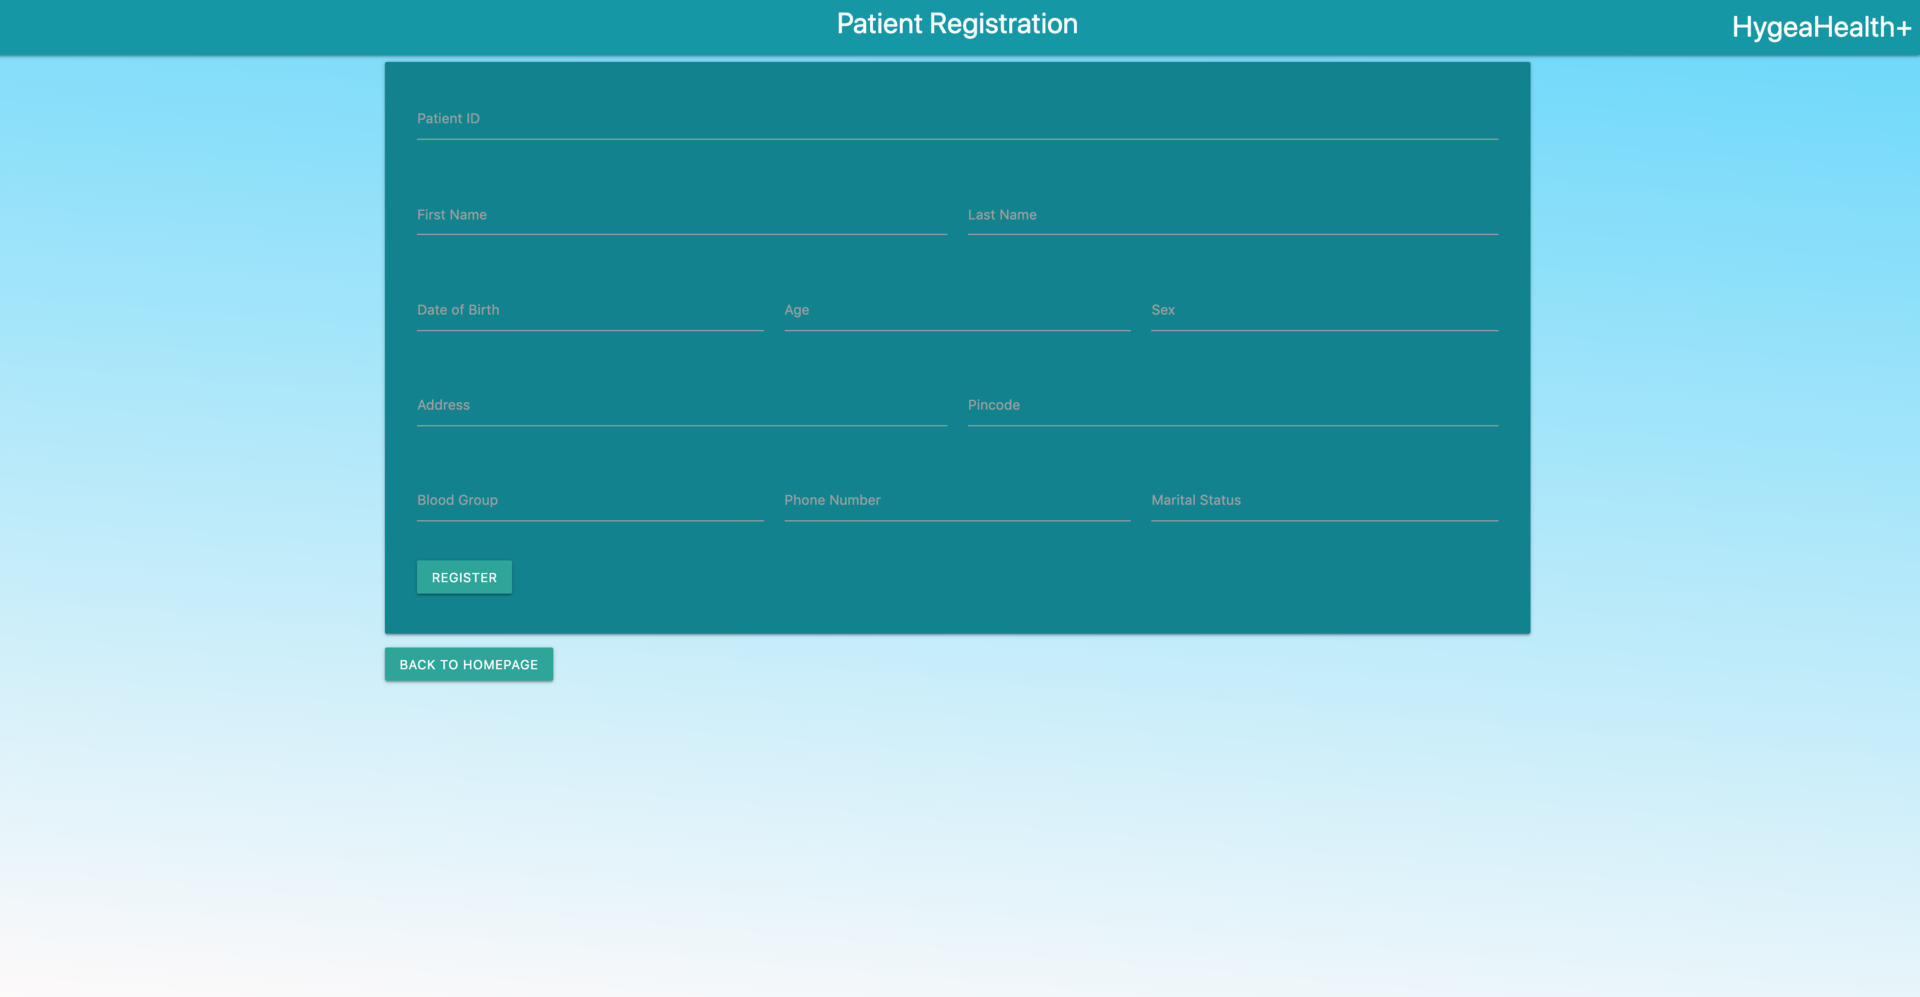 Patient Registration
HygeaHealth+
Patient ID
First Name Last Name
Date of Birth Age Sex
Address Pincode
Blood Group Phone Number Marital Status
REGISTER
BACK TO HOMEPAGE